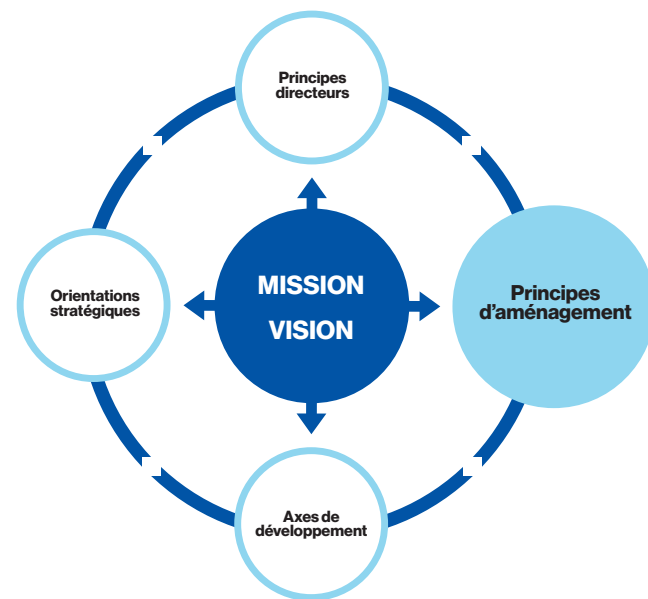 Principes
directeurs
Orientations
stratégiques
MISSION
VISION
Principes
d’aménagement
Axes de
développement